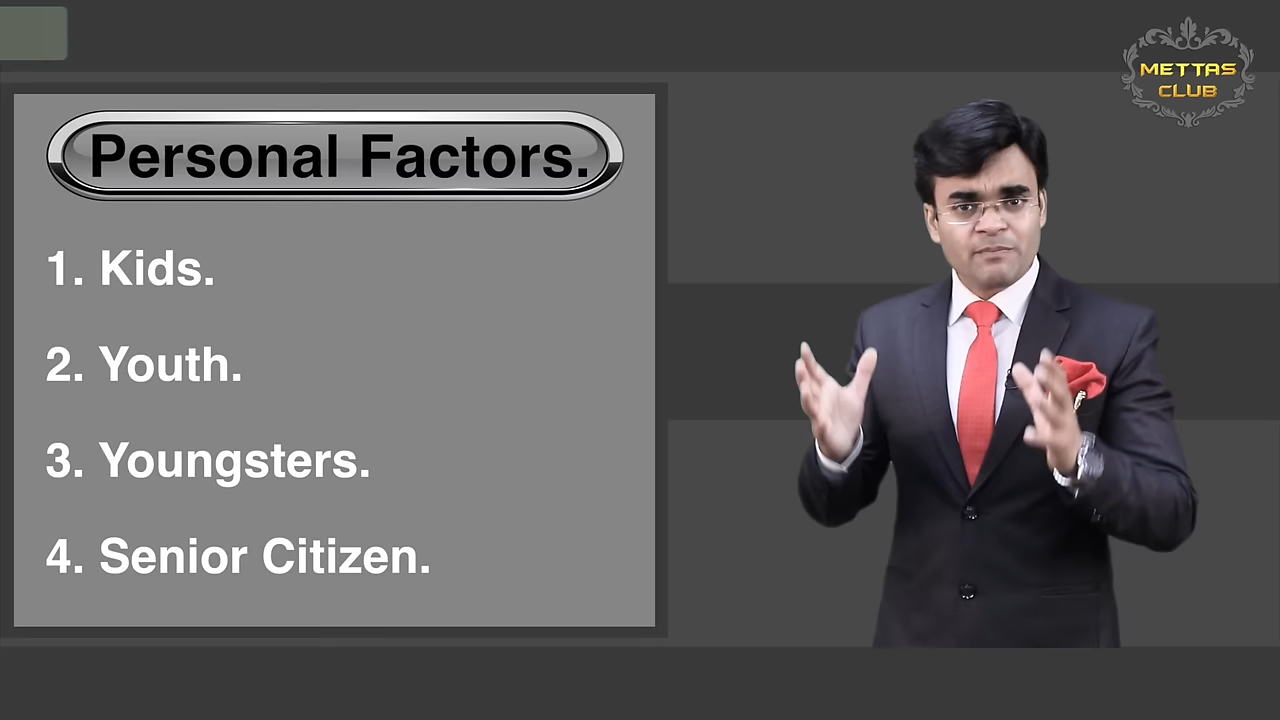 METTAS
CLUB
Personal Factors.
1. Kids.
2. Youth.
3. Youngsters.
4. Senior Citizen.